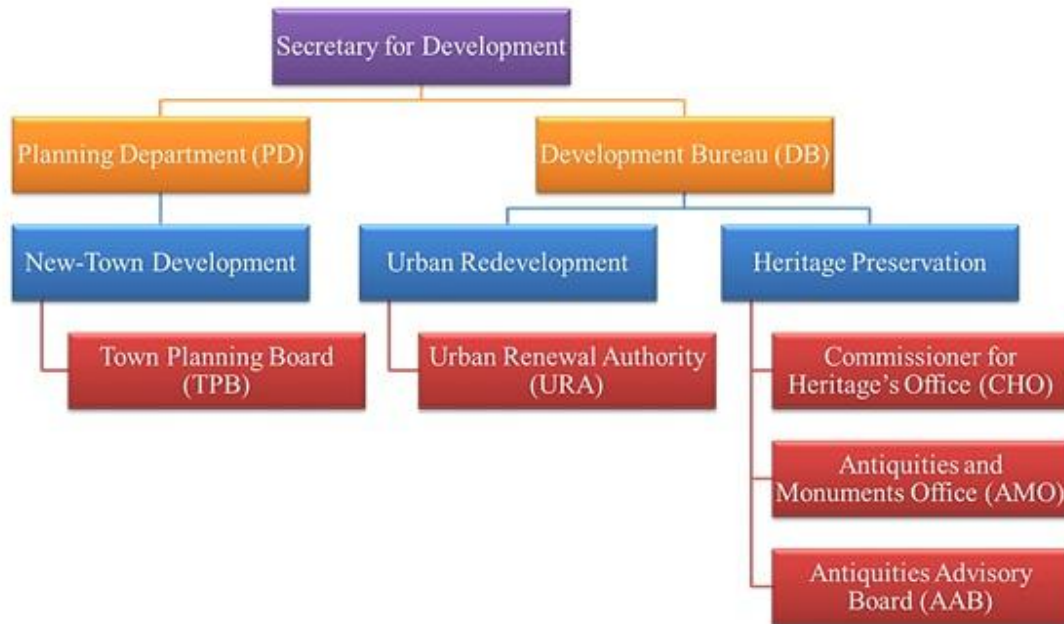 Secretary for Development
Planning Department (PD)
Development Bureau (DB)
New-Town Development
Urban Redevelopment
Heritage Preservation
Town Planning Board
(TPB)
Urban Renewal Authority
(URA)
Commissioner for
Heritage’s Office (CHO)
Antiquities and
Monuments Office (AMO)
Antiquities Advisory
Board (AAB)